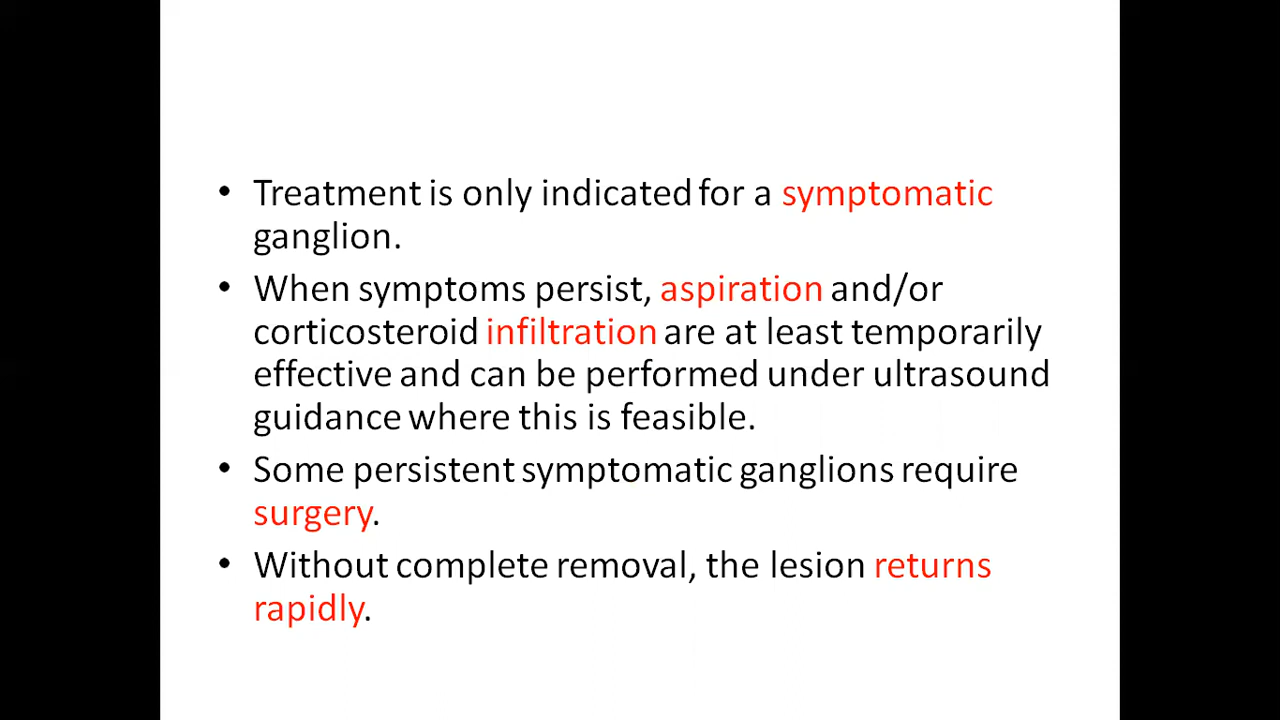 • Treatment is only indicated for a symptomatic
ganglion.
• When symptoms persist, aspiration and/or
corticosteroid infiltration are at least temporarily
effective and can be performed under ultrasound
guidance where this is feasible.
• Some persistent symptomatic ganglions require
surgery.
• Without complete removal, the lesion returns
rapidly.